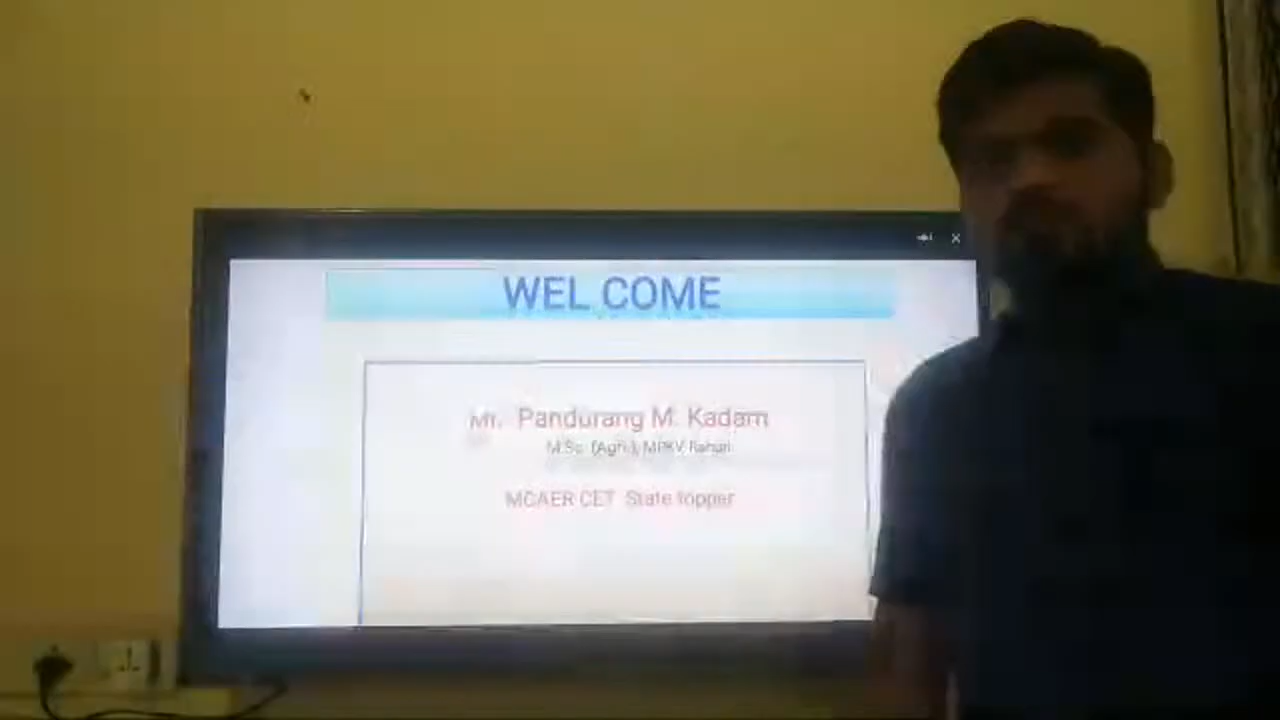 WEL COME
Mr. Pandurang M. Kadam
M.Sc. (Agri.), MPKV, Rahuri
MCAER CET State topper